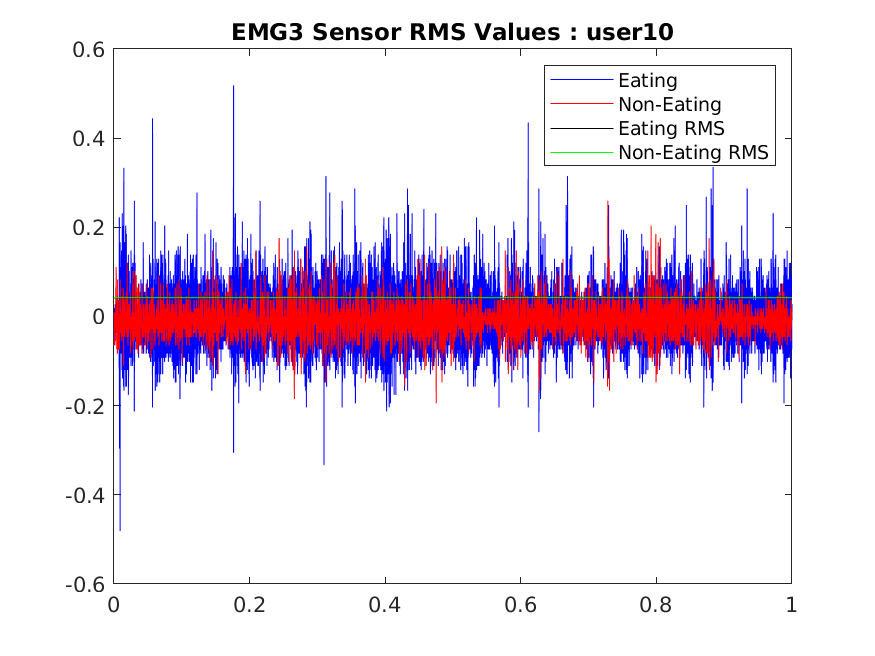 EMG3 Sensor RMS Values : user10
0.6
0.4
0.2
0
-0.2
-0.4
-0.6
Eating
Non-Eating
Eating RMS
Non-Eating RMS
0 0.2 0.4 0.6 0.8 1